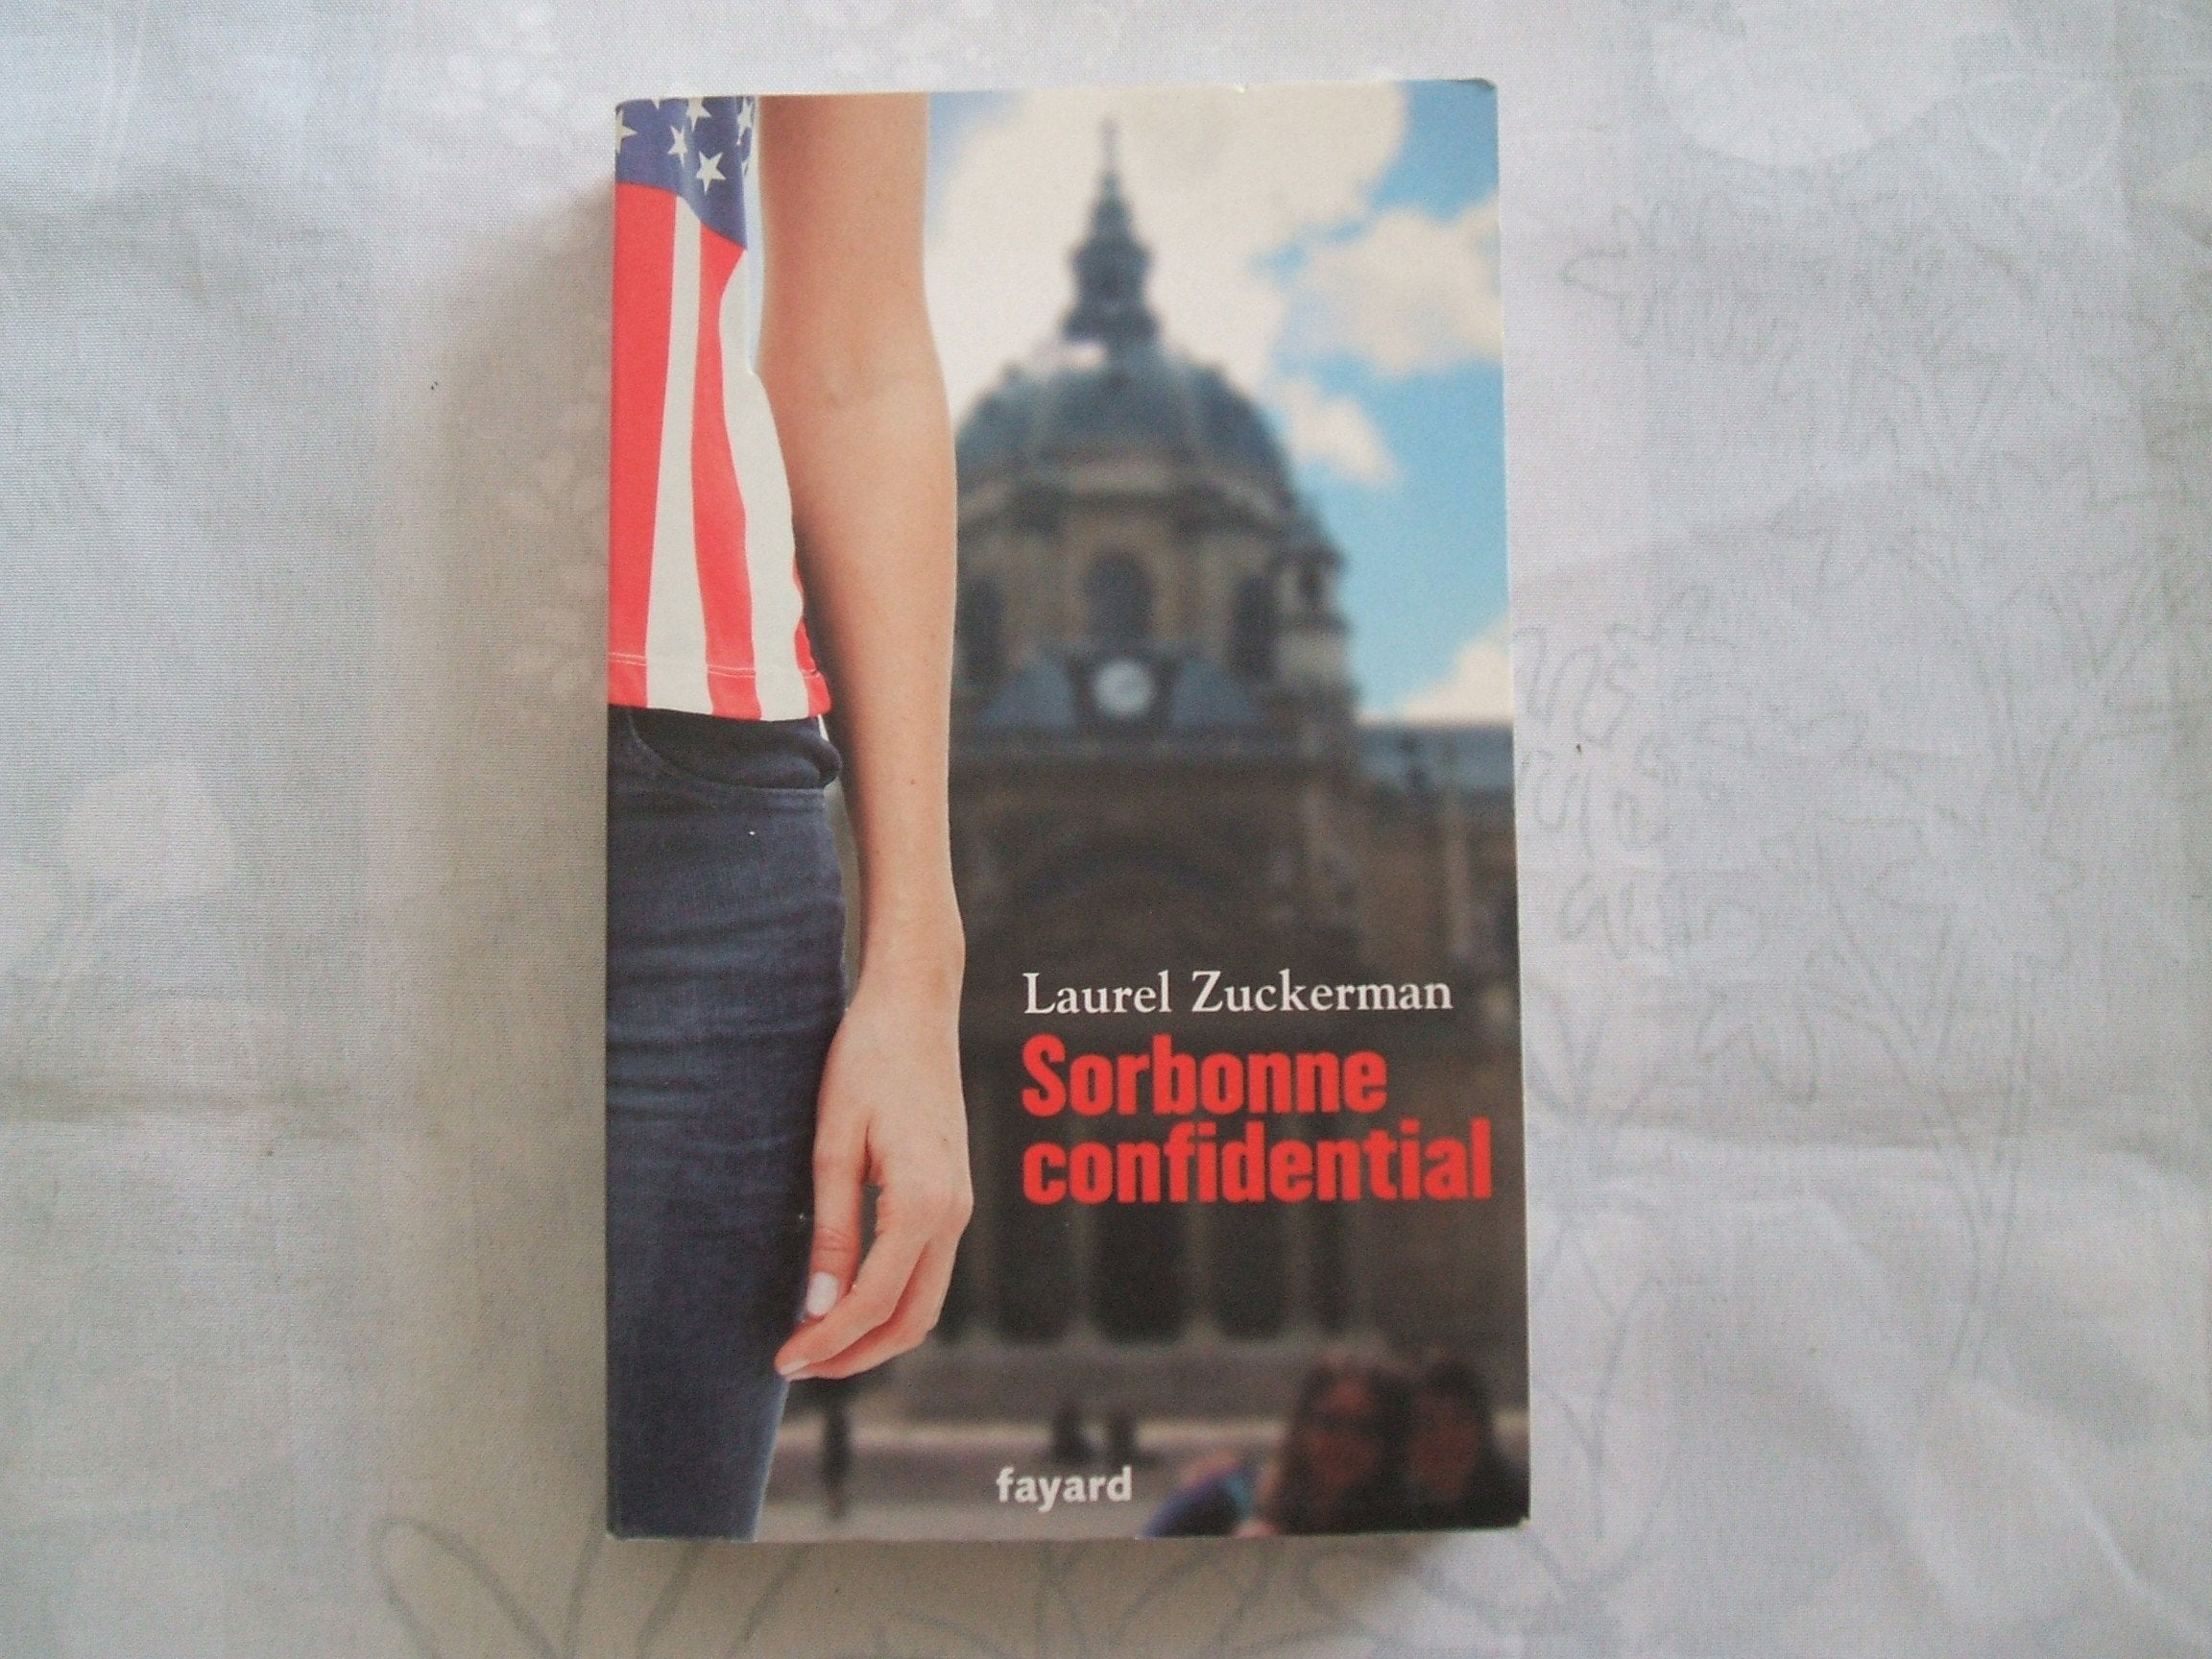 Laurel Zuckerman
Sorbonne
confidential
fayard